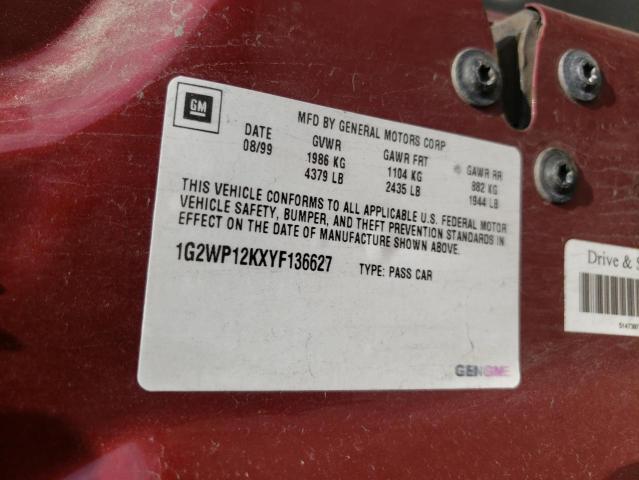 GM
MFD BY GENERAL MOTORS CORP
DATE GVWR GAWR FRT GAWR RR
08/99 1986 KG 1104 KG 882 KG
4379 LB 2435 LB 1944 LB
THIS VEHICLE CONFORMS TO ALL APPLICABLE U.S. FEDERAL MOTOR
VEHICLE SAFETY, BUMPER, AND THEFT PREVENTION STANDARDS IN
EFFECT ON THE DATE OF MANUFACTURE SHOWN ABOVE.
1G2WP12KXYF136627 TYPE: PASS CAR
Drive &